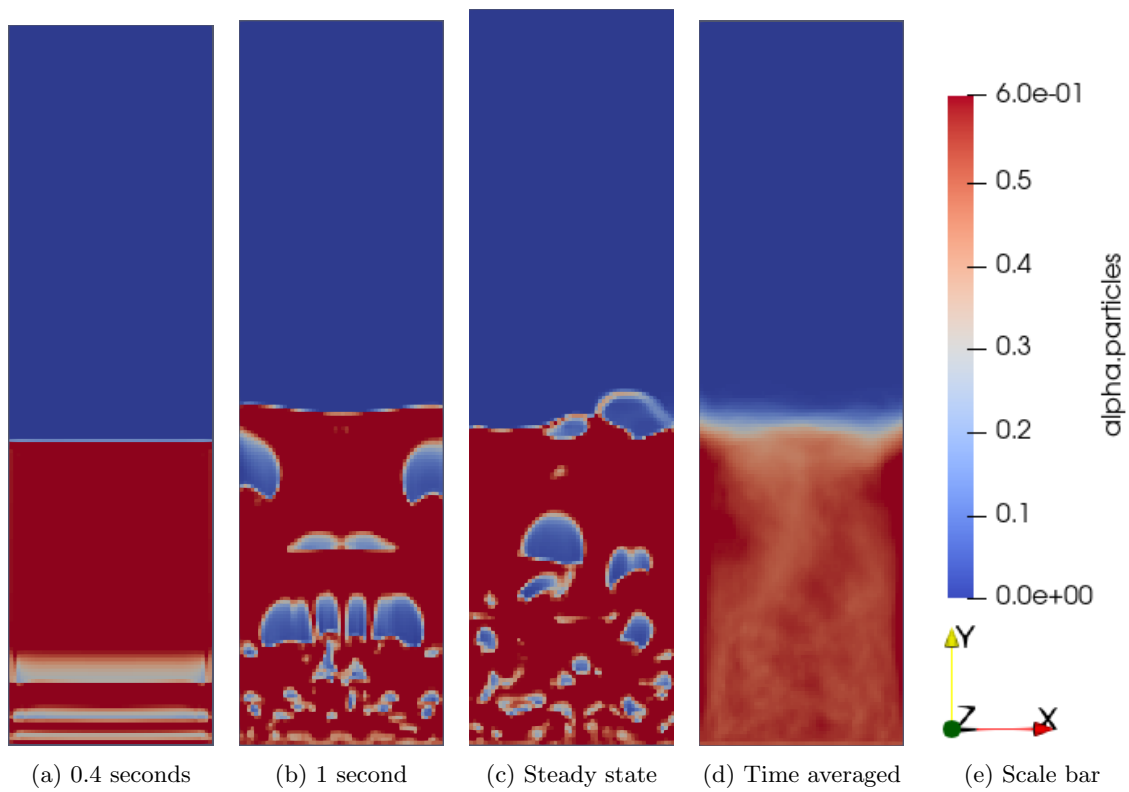 6.0e-01
0.5
0.4
0.3
0.2
0.1
0.0e+00
alpha.particles
Y
Z
X
(a) 0.4 seconds
(b) 1 second
(c) Steady state
(d) Time averaged
(e) Scale bar